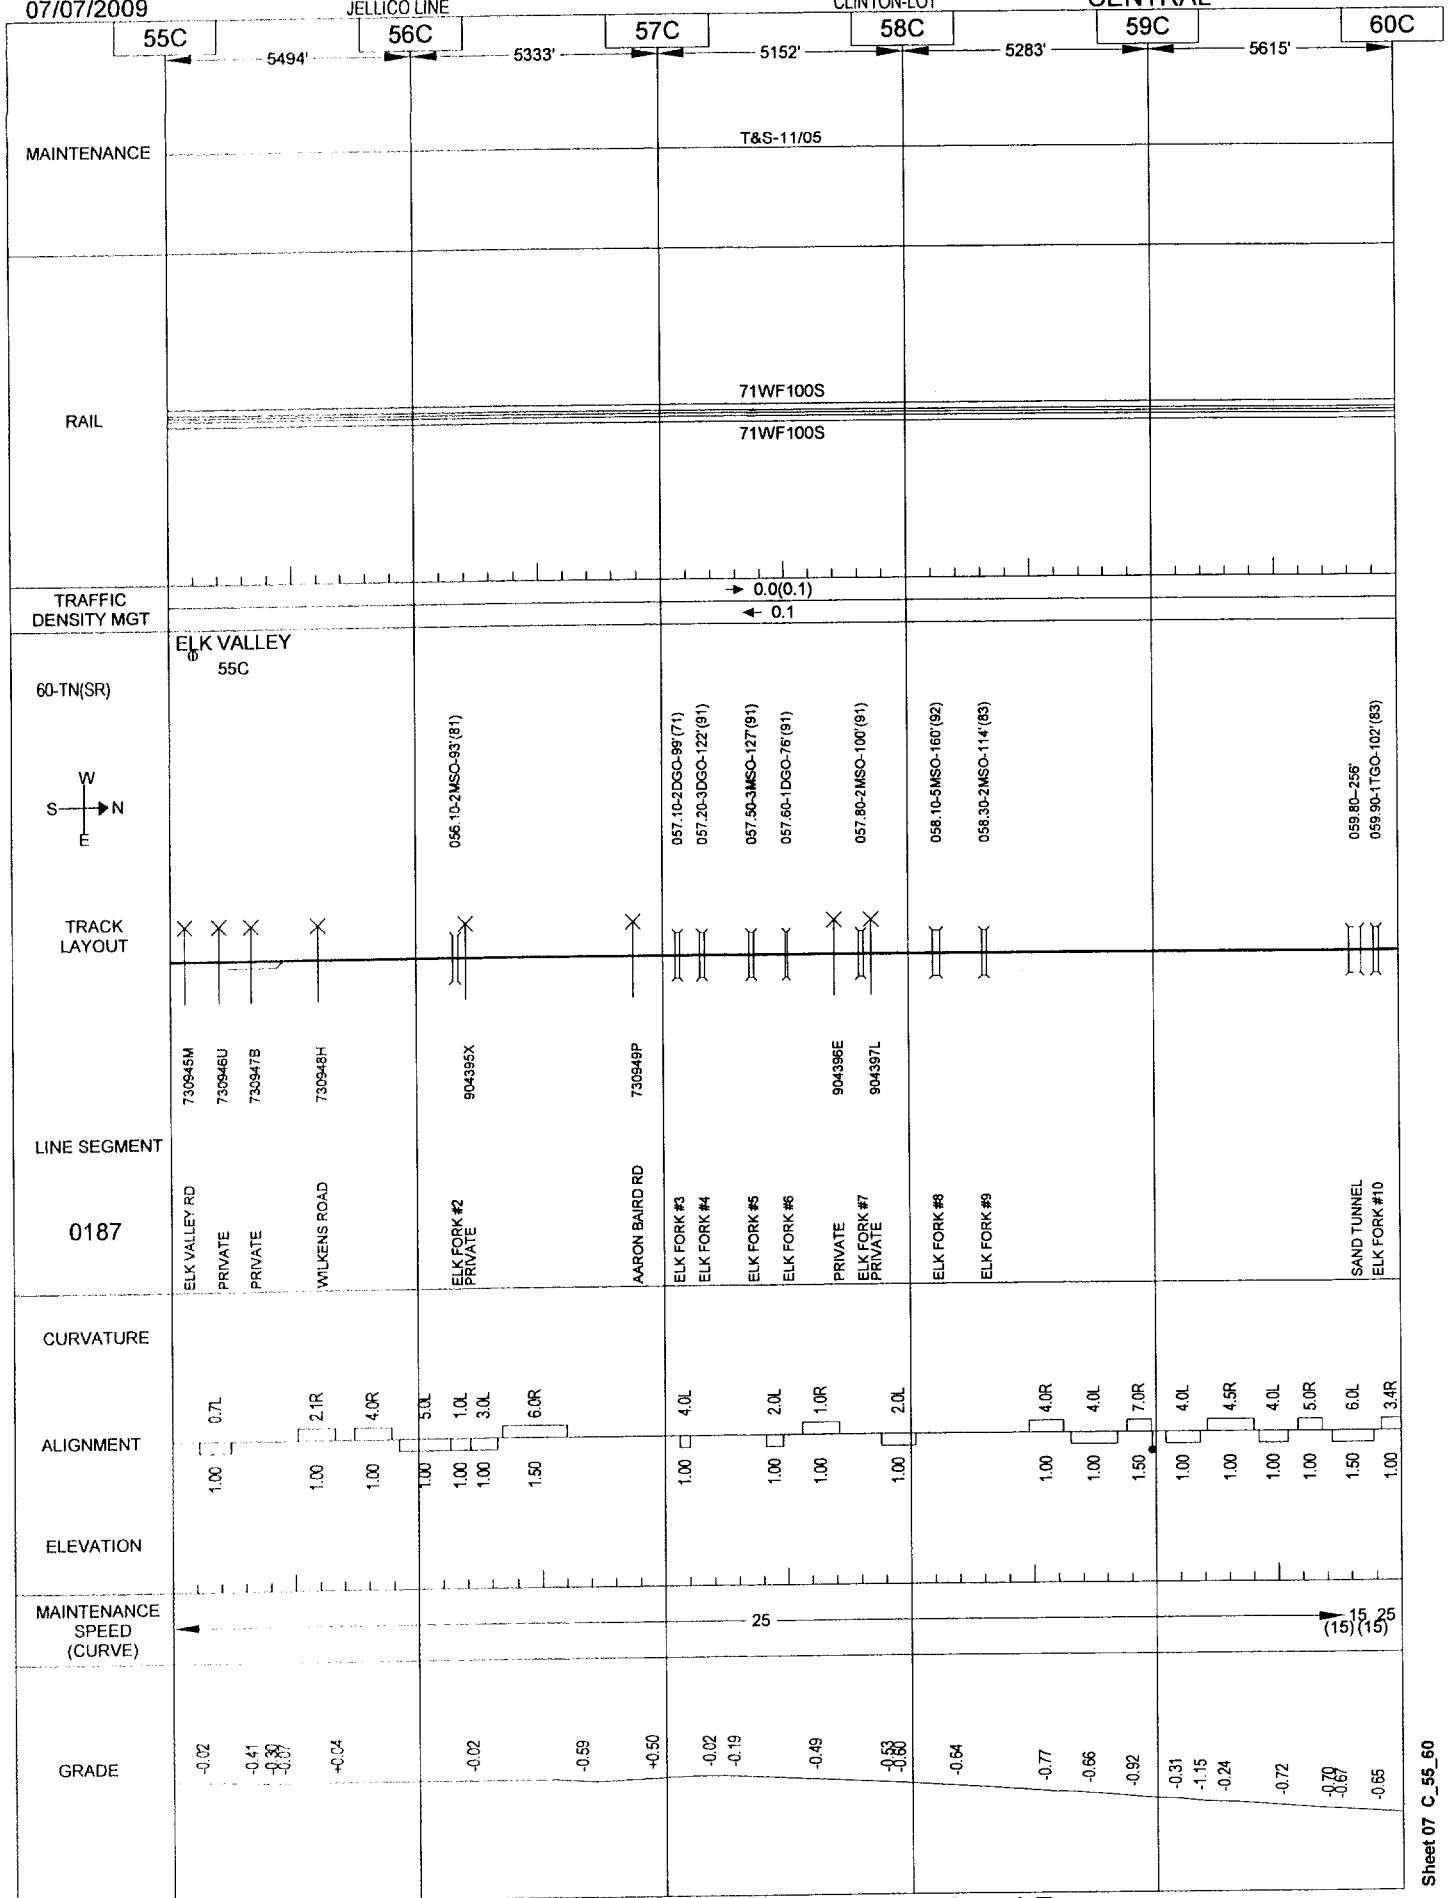 07/07/2009 JELLICO LINE CLINTON-LOT CENTRAL
55C 56C 57C 58C 59C 60C
5494' 5333' 5152' 5283' 5615'
MAINTENANCE
T&S-11/05
RAIL
71WF100S
71WF100S
TRAFFIC
DENSITY MGT
→ 0.0(0.1)
← 0.1
ELK VALLEY
55C
60-TN(SR)
W
S N
E
056.10-2MSO-93'(81)
057.10-2DGO-99'(71)
057.20-3DGO-122'(91)
057.50-3MSO-127'(91)
057.60-1DGO-76'(91)
057.80-2MSO-100'(91)
058.10-5MSO-160'(92)
058.30-2MSO-114'(83)
059.80--256'
059.90-1TGO-102'(83)
TRACK
LAYOUT
730945M
730946U
730947B
730948H
904395X
730949P
904396E
904397L
LINE SEGMENT
0187
ELK VALLEY RD
PRIVATE
PRIVATE
WILKENS ROAD
ELK FORK #2
PRIVATE
AARON BAIRD RD
ELK FORK #3
ELK FORK #4
ELK FORK #5
ELK FORK #6
PRIVATE
ELK FORK #7
PRIVATE
ELK FORK #8
ELK FORK #9
SAND TUNNEL
ELK FORK #10
CURVATURE
0.7L 2.1R 4.0R 5.0L 1.0L 3.0L 6.0R 4.0L 2.0L 1.0R 2.0L 4.0R 4.0L 7.0R 4.0L 4.5R 4.0L 5.0R 6.0L 3.4R
ALIGNMENT
1.00 1.00 1.00 1.00 1.00 1.00 1.50 1.00 1.00 1.00 1.00 1.00 1.00 1.50 1.00 1.00 1.00 1.00 1.50 1.00
ELEVATION
MAINTENANCE
SPEED
(CURVE)
25 15 25
(15) (15)
GRADE
-0.02 -0.41 -0.30 -0.07 +0.04 -0.02 -0.59 +0.50 -0.02 -0.19 -0.49 -0.53 -0.60 -0.64 -0.77 -0.66 -0.92 -0.31 -1.15 -0.24 -0.72 -0.70 -0.67 -0.65
Sheet 07 C_55_60